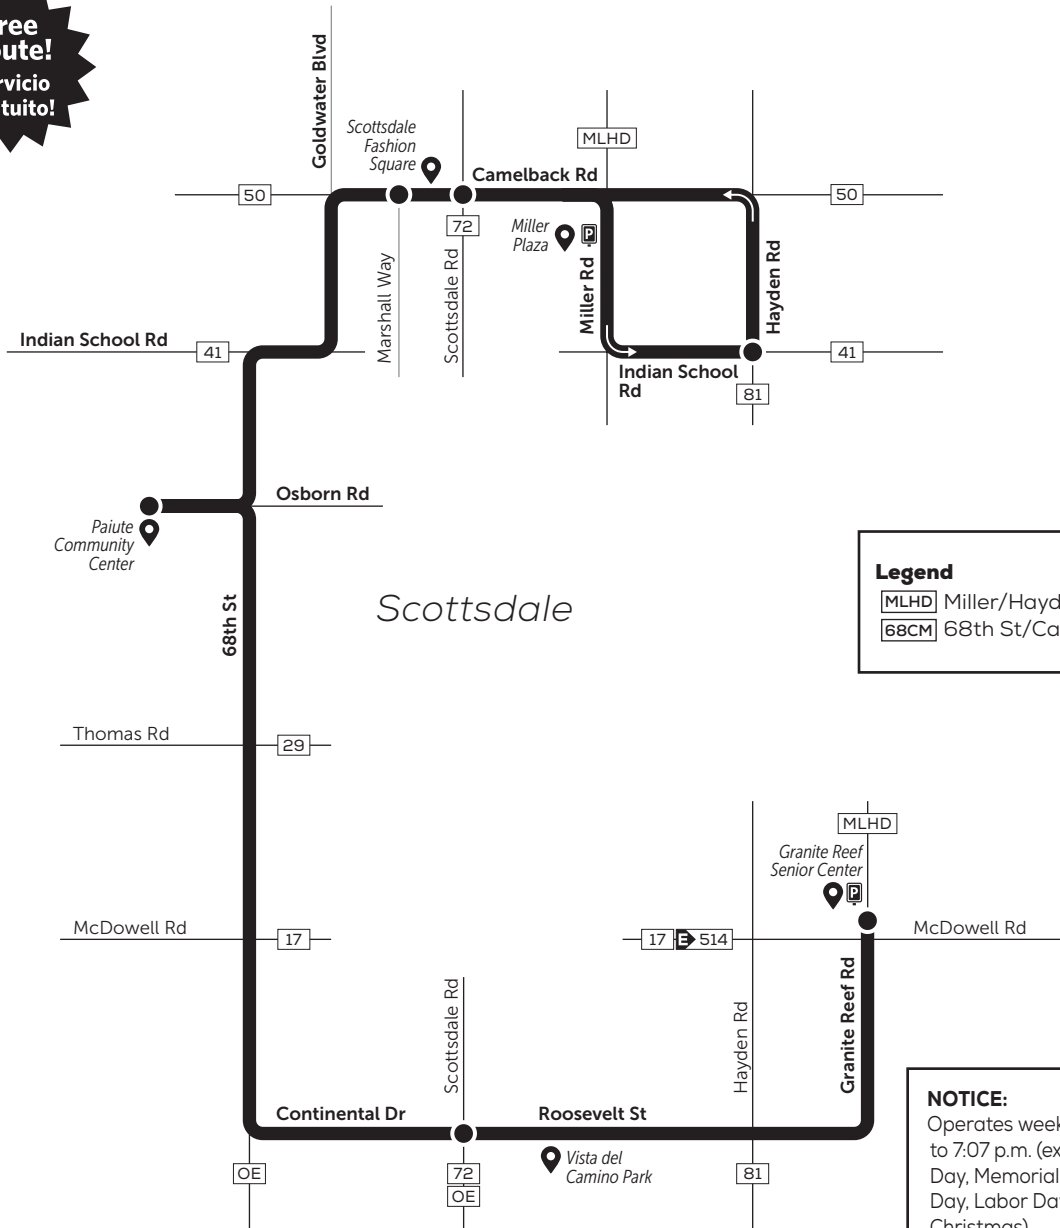 ute!
Goldwater Blvd
Scottsdale
Fashion
Square
MLHD
Camelback Rd
50
50
72
Miller
Plaza
P
Marshall Way
Scottsdale Rd
Miller Rd
Hayden Rd
Indian School Rd
41
41
Indian School
Rd
81
Osborn Rd
Paiute
Community
Center
68th St
Scottsdale
Legend
MLHD Miller/Hayd
68CM 68th St/Ca
Thomas Rd
29
MLHD
Granite Reef
Senior Center
P
McDowell Rd
17
17 E 514
McDowell Rd
Scottsdale Rd
Hayden Rd
Granite Reef Rd
Continental Dr
Roosevelt St
Vista del
Camino Park
OE
72
OE
81
NOTICE:
Operates week
to 7:07 p.m. (ex
Day, Memorial
Day, Labor Da
Christmas)